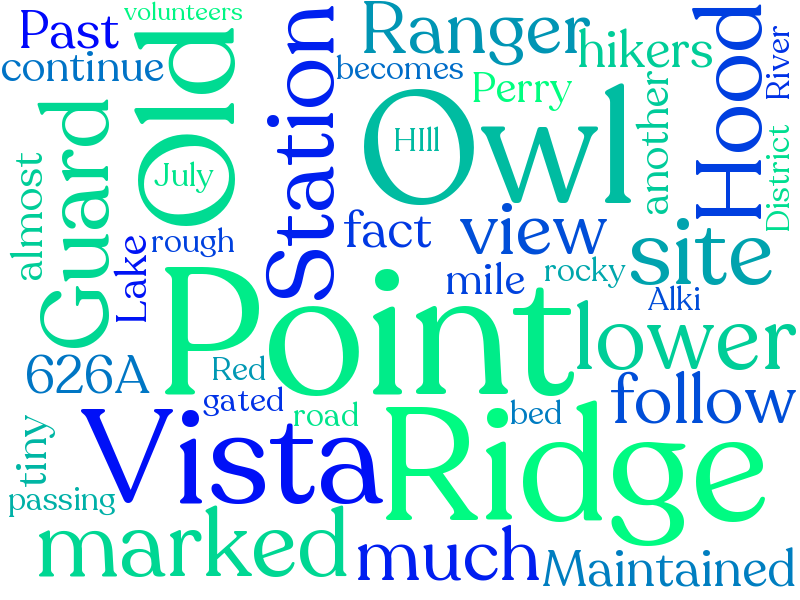 volunteers
Past
continue
Old
Station
Ranger
hikers
becomes
Perry
Hood
River
Guard
July
Owl
HIll
another
District
almost
Lake
rough
fact
view
site
mile
rocky
Alki
Point
lower
626A
Red
gated
road
bed
follow
Vista
Ridge
tiny
passing
marked
much
Maintained